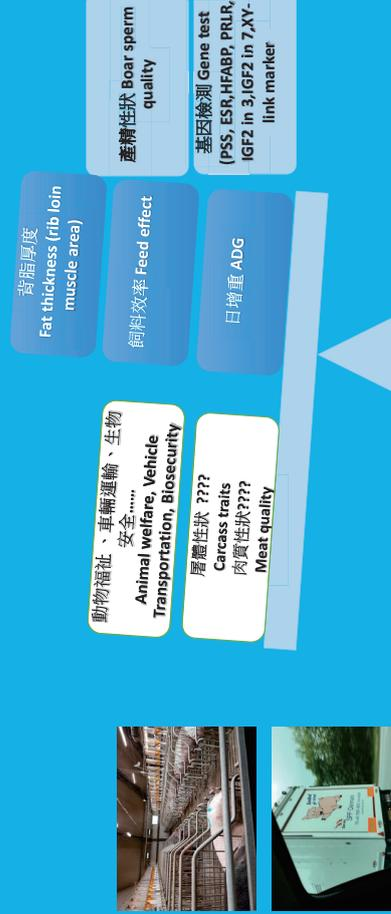 動物福祉、車輛運輸、生物
安全……
Animal welfare, Vehicle
Transportation, Biosecurity
屠體性狀 ????
Carcass traits
肉質性狀????
Meat quality
背脂厚度
Fat thickness (rib loin
muscle area)
飼料效率 Feed effect
日增重 ADG
產精性狀 Boar sperm
quality
基因檢測 Gene test
(PSS, ESR,HFABP, PRLR,
IGF2 in 3,IGF2 in 7,XY-
link marker